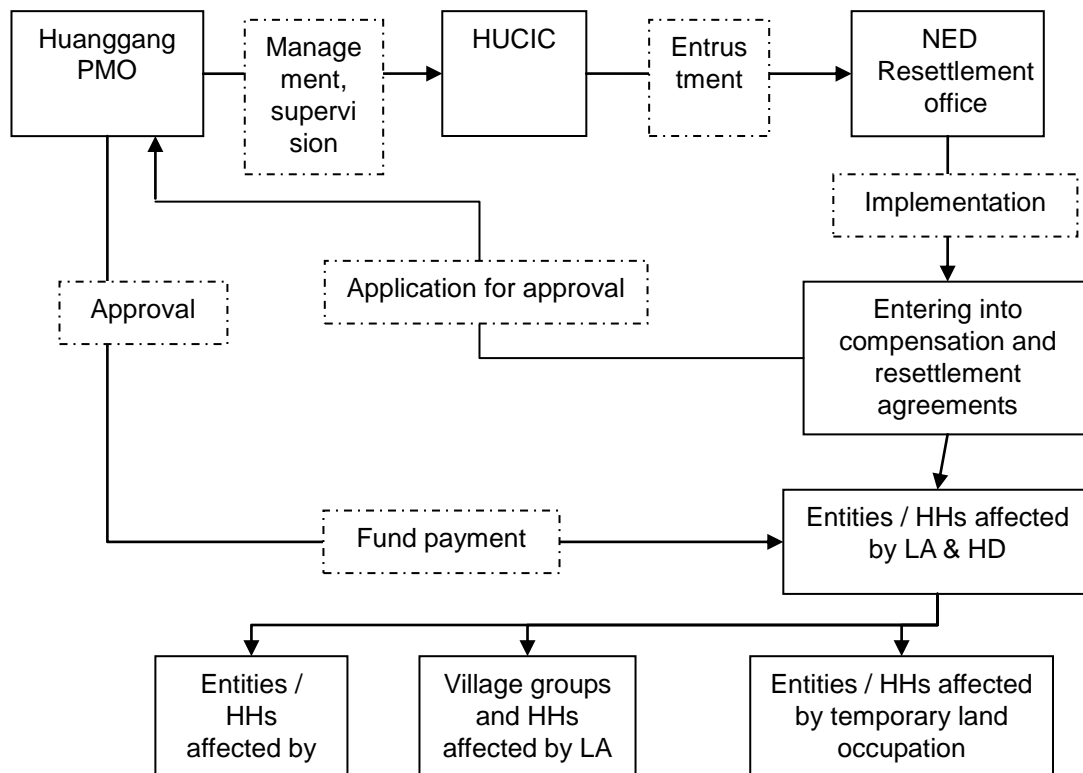 Huanggang
PMO
Manage
ment,
supervi
sion
HUCIC
Entrus
tment
NED
Resettlement
office
Implementation
Application for approval
Approval
Entering into
compensation and
resettlement
agreements
Fund payment
Entities / HHs affected
by LA & HD
Entities /
HHs
affected by
Village groups
and HHs
affected by LA
Entities / HHs affected
by temporary land
occupation